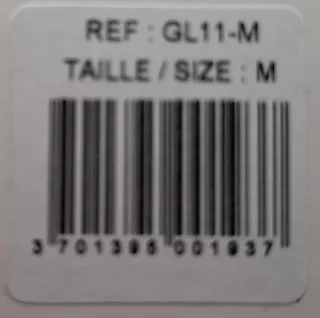 REF : GL11-M
TAILLE / SIZE : M
3 701395 001937